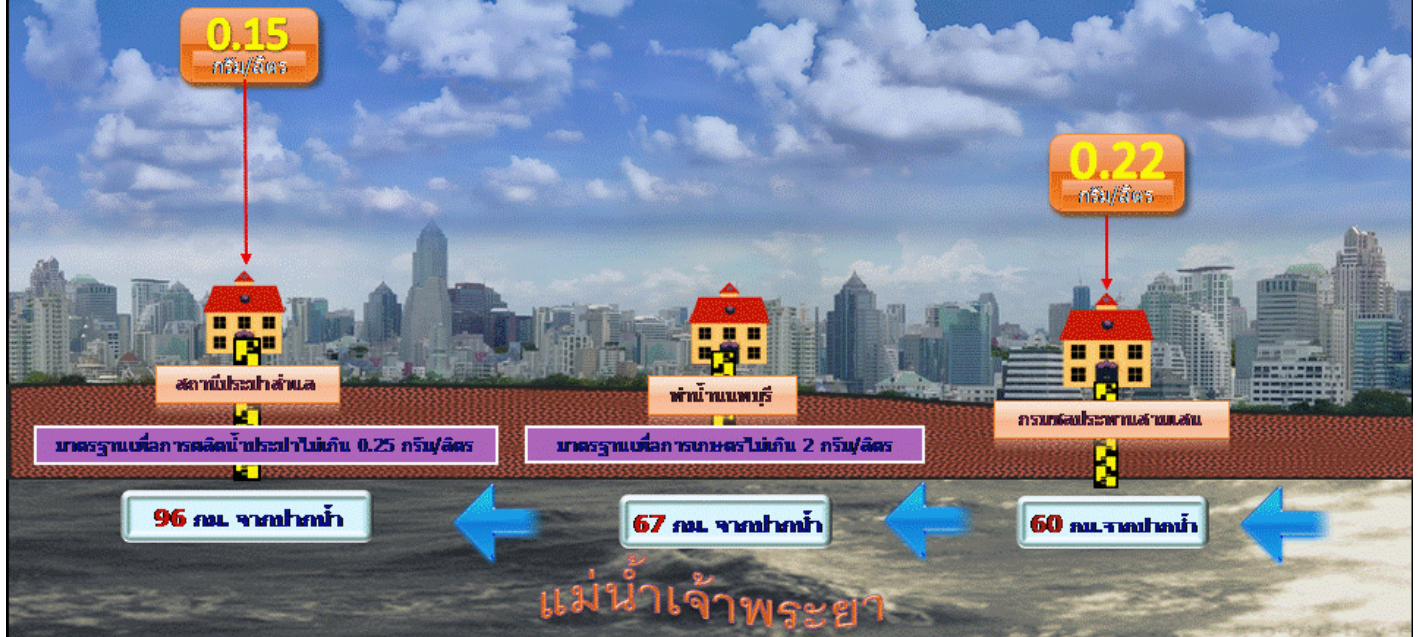 0.15
กรัม/ลิตร
0.22
กรัม/ลิตร
สถานีประปาสำแล
ท่าน้ำนนทบุรี
กรมชลประทานสามเสน
มาตรฐานเพื่อการผลิตน้ำประปาไม่เกิน 0.25 กรัม/ลิตร
มาตรฐานเพื่อการเกษตรไม่เกิน 2 กรัม/ลิตร
96 กม. จากปากน้ำ
67 กม. จากปากน้ำ
60 กม.จากปากน้ำ
แม่น้ำเจ้าพระยา